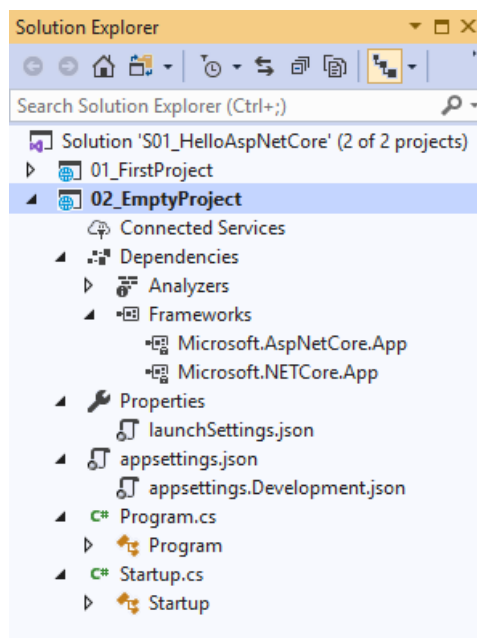 Solution Explorer
Search Solution Explorer (Ctrl+;)
Solution 'S01_HelloAspNetCore' (2 of 2 projects)
01_FirstProject
02_EmptyProject
Connected Services
Dependencies
Analyzers
Frameworks
Microsoft.AspNetCore.App
Microsoft.NETCore.App
Properties
launchSettings.json
appsettings.json
appsettings.Development.json
C# Program.cs
Program
C# Startup.cs
Startup